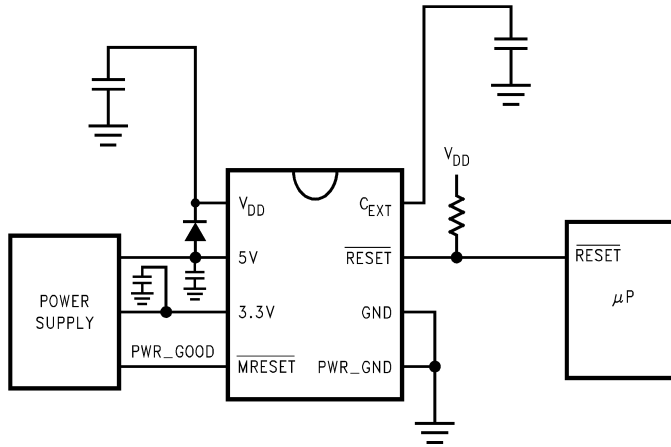 V_DD
V_DD
C_EXT
5V
RESET
RESET
POWER
SUPPLY
3.3V
GND
μP
PWR_GOOD
MRESET
PWR_GND